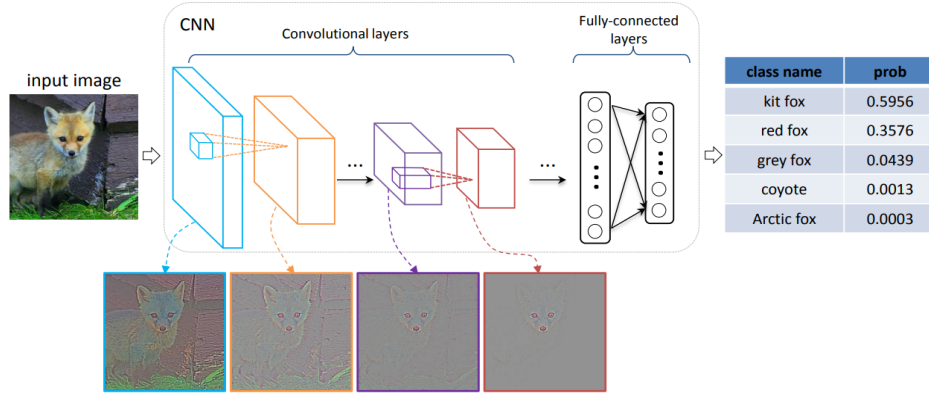 CNN
Convolutional layers
Fully-connected
layers
input image
...
...
class name prob
kit fox 0.5956
red fox 0.3576
grey fox 0.0439
coyote 0.0013
Arctic fox 0.0003